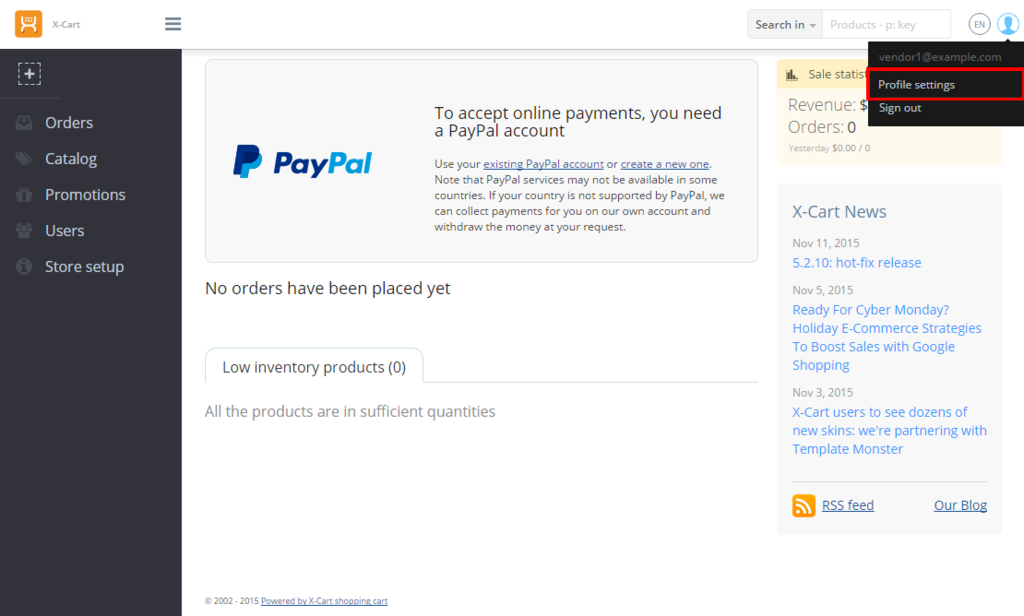 X-Cart
Search in
Products - p: key
EN
vendor1@example.com
Profile settings
Sign out
Orders
Catalog
Promotions
Users
Store setup
PayPal
To accept online payments, you need
a PayPal account
Use your existing PayPal account or create a new one.
Note that PayPal services may not be available in some
countries. If your country is not supported by PayPal, we
can collect payments for you on our own account and
withdraw the money at your request.
No orders have been placed yet
Low inventory products (0)
All the products are in sufficient quantities
Sale statist
Revenue: $
Orders: 0
Yesterday $0.00 / 0
X-Cart News
Nov 11, 2015
5.2.10: hot-fix release
Nov 5, 2015
Ready For Cyber Monday?
Holiday E-Commerce Strategies
To Boost Sales with Google
Shopping
Nov 3, 2015
X-Cart users to see dozens of
new skins: we're partnering with
Template Monster
RSS feed
Our Blog
© 2002 - 2015 Powered by X-Cart shopping cart